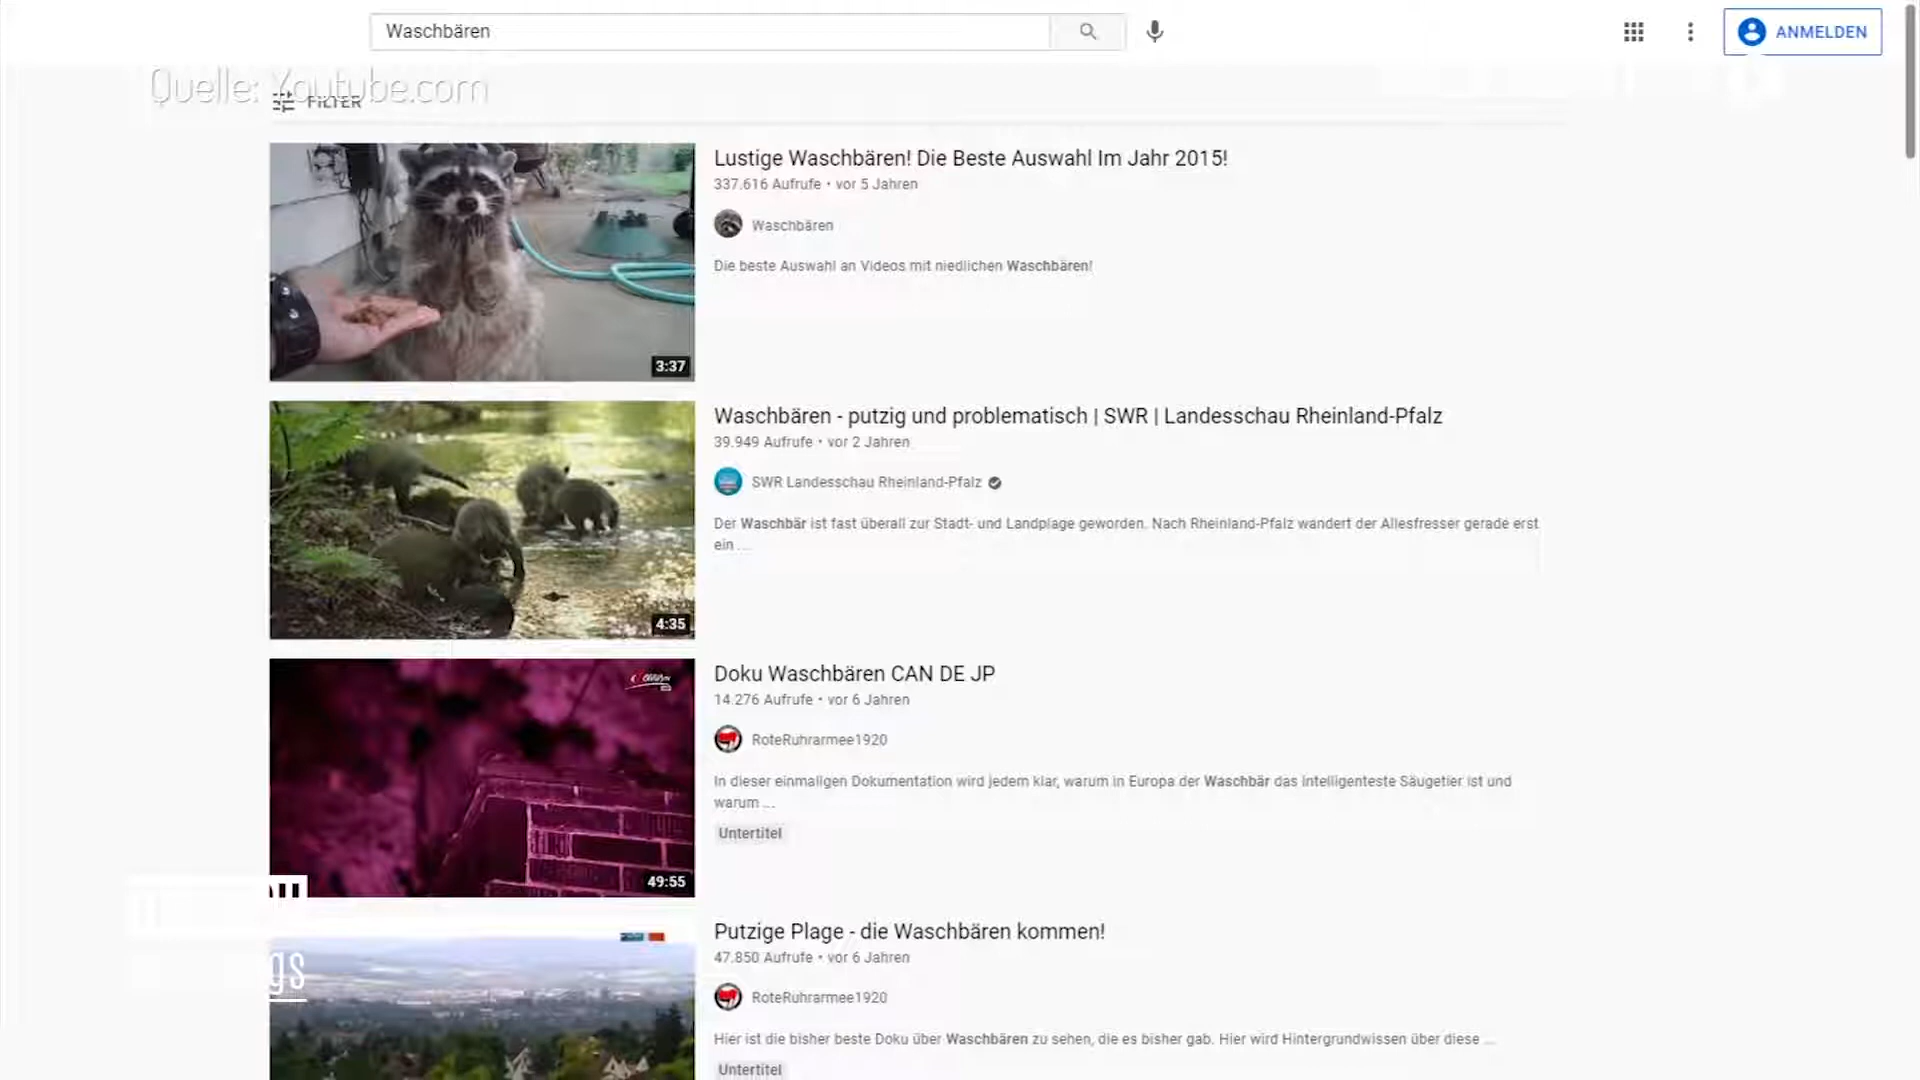 Waschbären
ANMELDEN
Quelle: Youtube.com
FILTER
Lustige Waschbären! Die Beste Auswahl Im Jahr 2015!
337.616 Aufrufe • vor 5 Jahren
Waschbären
Die beste Auswahl an Videos mit niedlichen Waschbären!
3:37
Waschbären - putzig und problematisch | SWR | Landesschau Rheinland-Pfalz
39.949 Aufrufe • vor 2 Jahren
SWR Landesschau Rheinland-Pfalz
Der Waschbär ist fast überall zur Stadt- und Landplage geworden. Nach Rheinland-Pfalz wandert der Allesfresser gerade erst
ein ...
4:35
Doku Waschbären CAN DE JP
14.276 Aufrufe • vor 6 Jahren
RoteRuhrarmee1920
In dieser einmaligen Dokumentation wird jedem klar, warum in Europa der Waschbär das intelligenteste Säugetier ist und
warum ...
Untertitel
49:55
Putzige Plage - die Waschbären kommen!
47.850 Aufrufe • vor 6 Jahren
RoteRuhrarmee1920
Hier ist die bisher beste Doku über Waschbären zu sehen, die es bisher gab. Hier wird Hintergrundwissen über diese ...
Untertitel